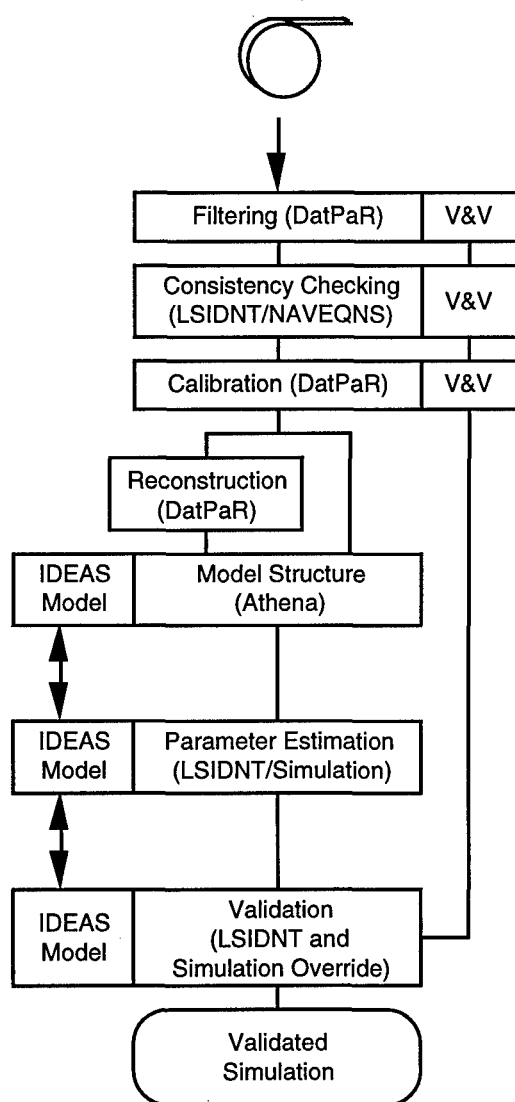 Filtering (DatPaR)
V&V
Consistency Checking
(LSIDNT/NAVEQNS)
V&V
Calibration (DatPaR)
V&V
Reconstruction
(DatPaR)
IDEAS
Model
Model Structure
(Athena)
IDEAS
Model
Parameter Estimation
(LSIDNT/Simulation)
IDEAS
Model
Validation
(LSIDNT and
Simulation Override)
Validated
Simulation